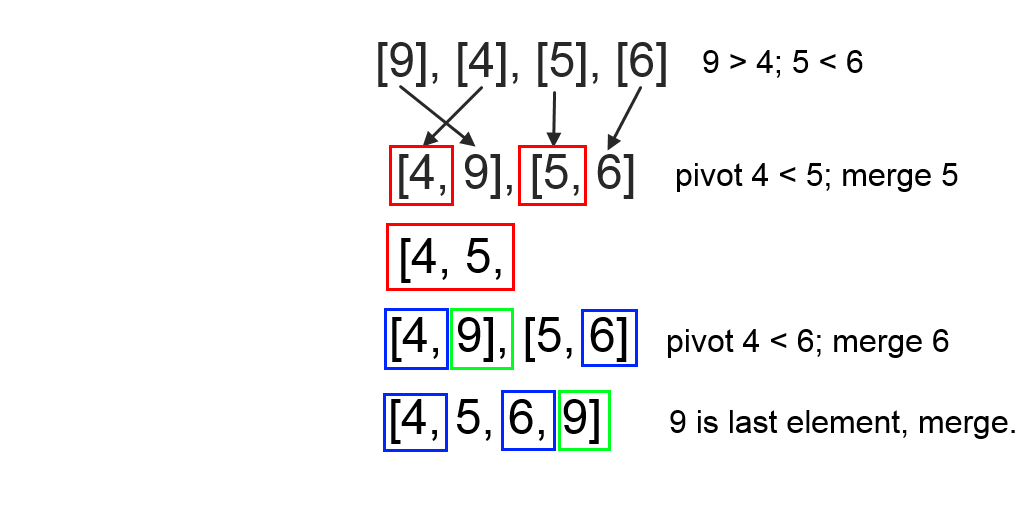 [9], [4], [5], [6] 9 > 4; 5 < 6
[4, 9], [5, 6] pivot 4 < 5; merge 5
[4, 5,
[4, 9], [5, 6] pivot 4 < 6; merge 6
[4, 5, 6, 9] 9 is last element, merge.